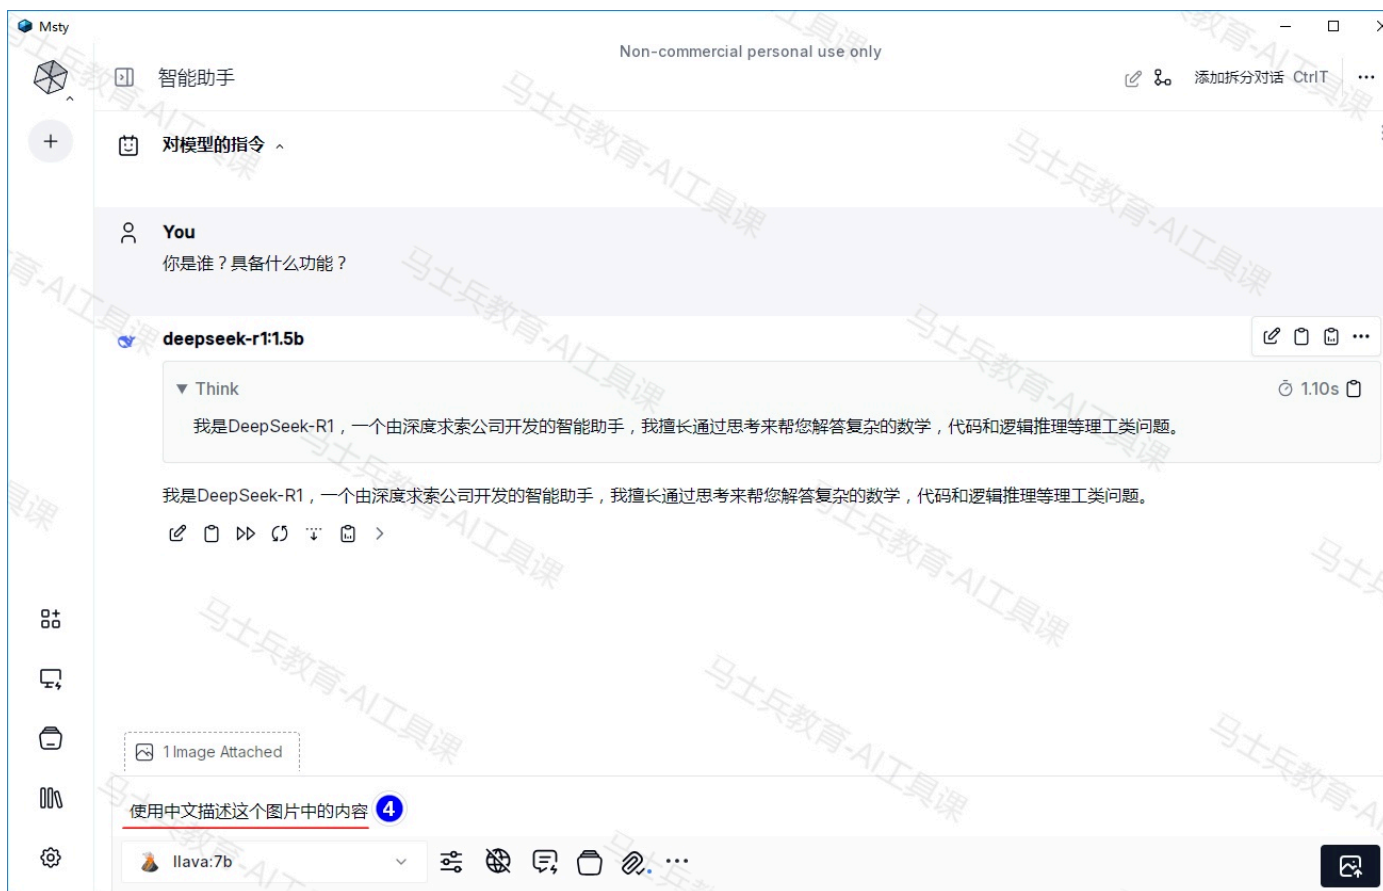 Msty
Non-commercial personal use only
智能助手
添加拆分对话 CtrlT
对模型的指令
You
你是谁？具备什么功能？
deepseek-r1:1.5b
Think
1.10s
我是DeepSeek-R1，一个由深度求索公司开发的智能助手，我擅长通过思考来帮您解答复杂的数学，代码和逻辑推理等理工类问题。
我是DeepSeek-R1，一个由深度求索公司开发的智能助手，我擅长通过思考来帮您解答复杂的数学，代码和逻辑推理等理工类问题。
1 Image Attached
使用中文描述这个图片中的内容 4
llava:7b
马士兵教育-AI工具课